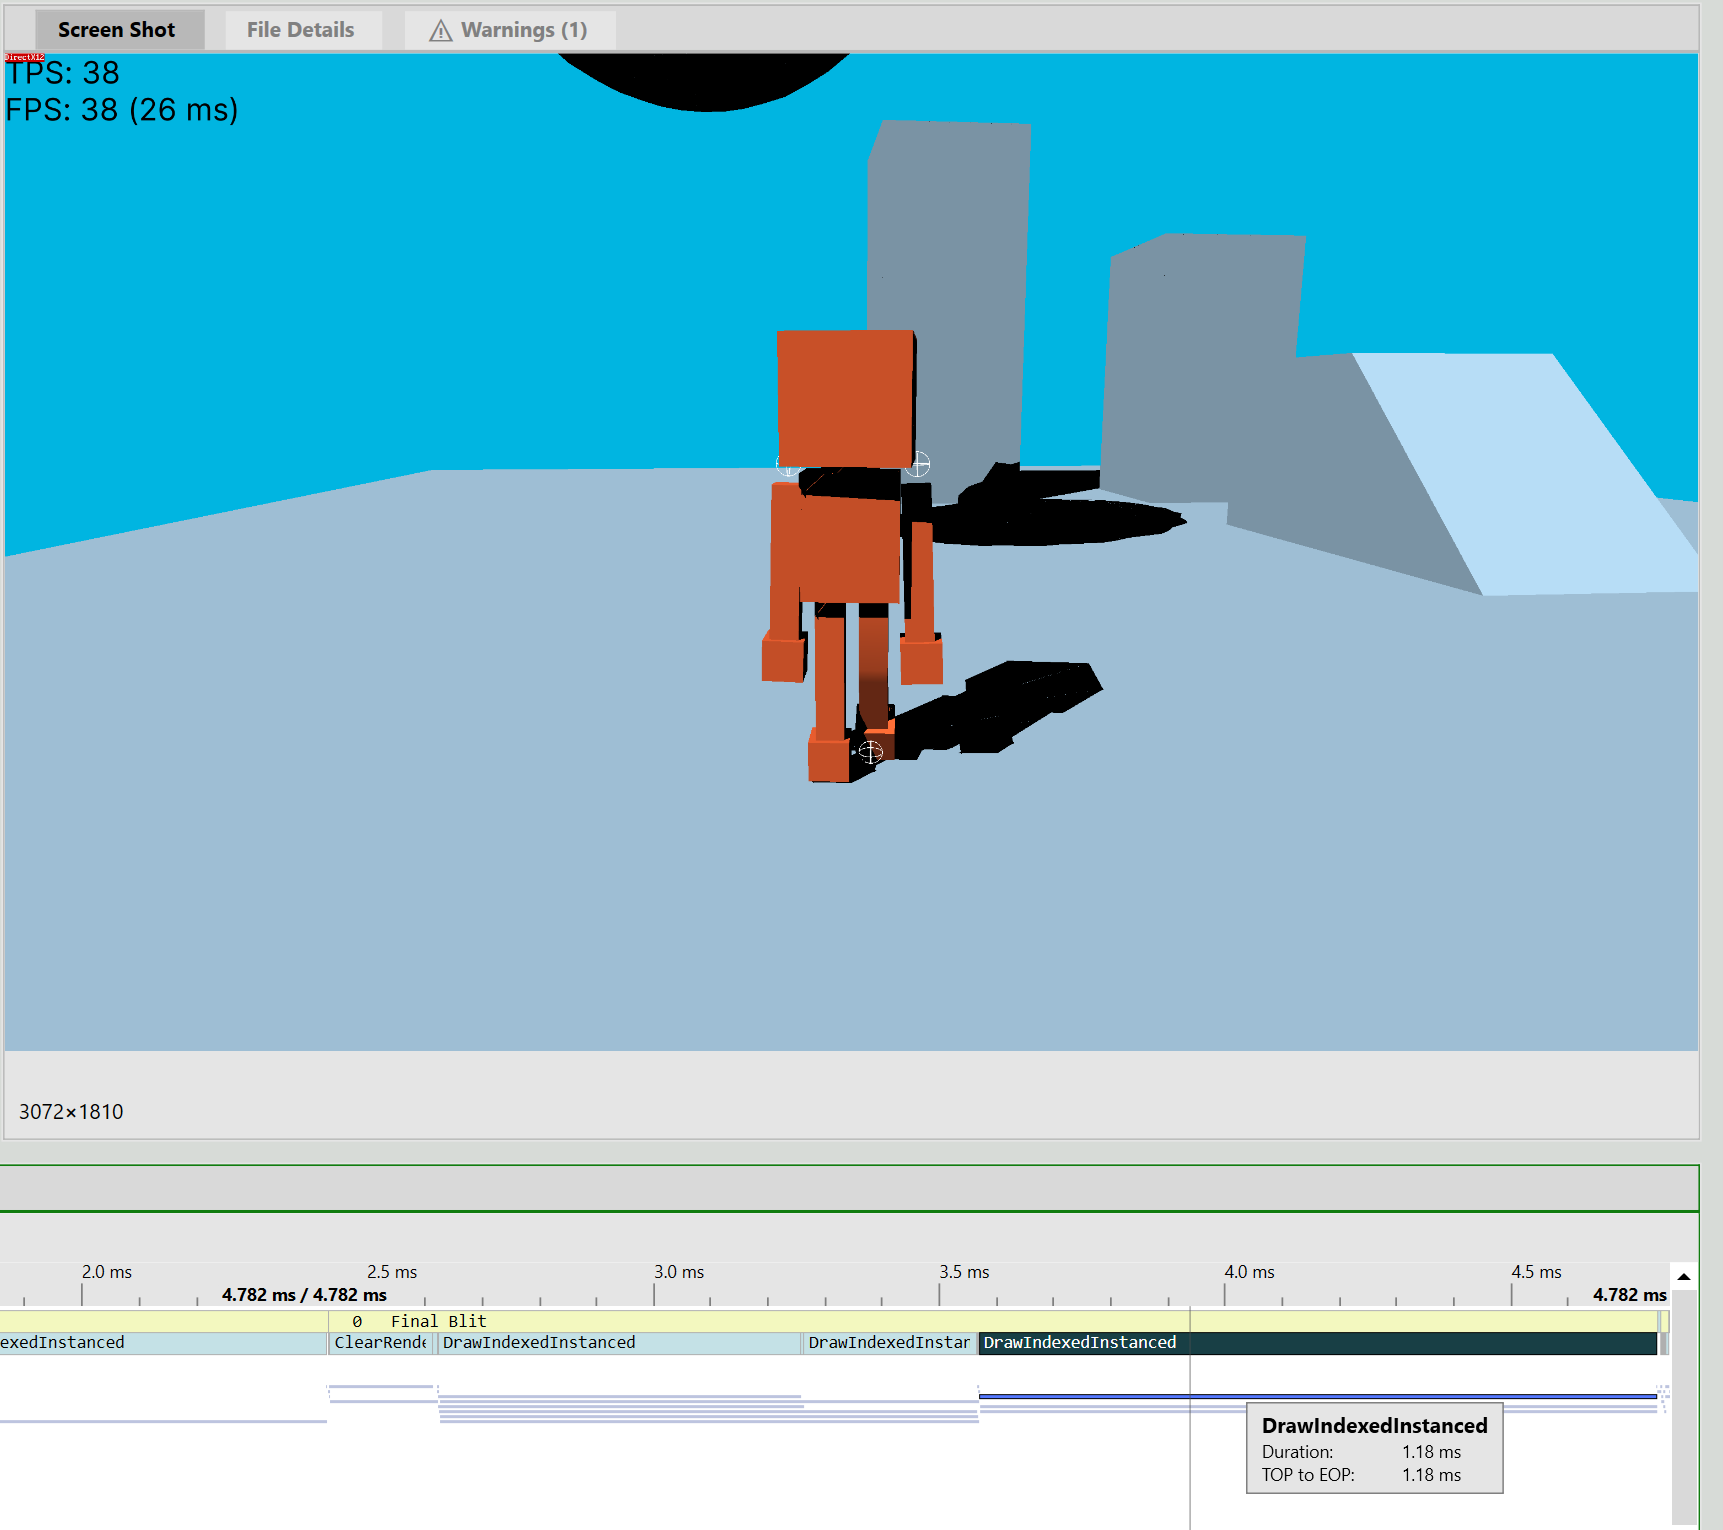 Screen Shot
File Details
Warnings (1)
DirectX12
TPS: 38
FPS: 38 (26 ms)
3072×1810
2.0 ms
2.5 ms
3.0 ms
3.5 ms
4.0 ms
4.5 ms
4.782 ms / 4.782 ms
4.782 ms
0 Final Blit
exedInstanced
ClearRende
DrawIndexedInstanced
DrawIndexedInstar
DrawIndexedInstanced
DrawIndexedInstanced
Duration: 1.18 ms
TOP to EOP: 1.18 ms